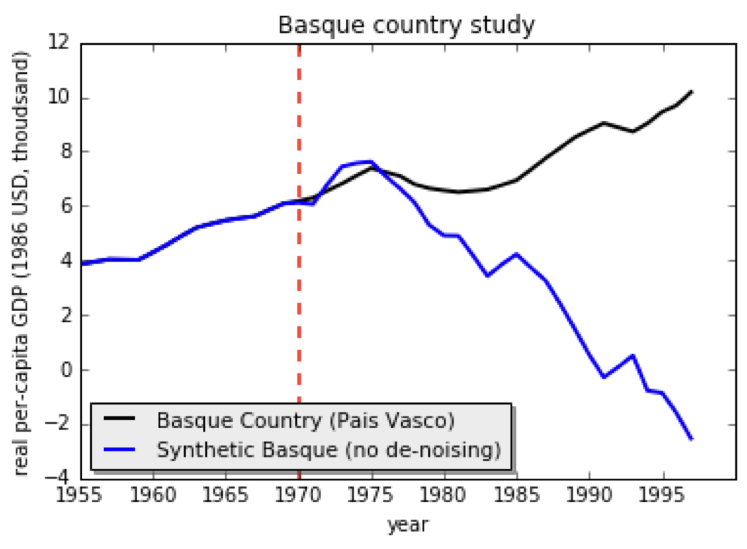 Basque country study
real per-capita GDP (1986 USD, thoudsand)
12
10
8
6
4
2
0
−2
−4
Basque Country (Pais Vasco)
Synthetic Basque (no de-noising)
1955 1960 1965 1970 1975 1980 1985 1990 1995
year